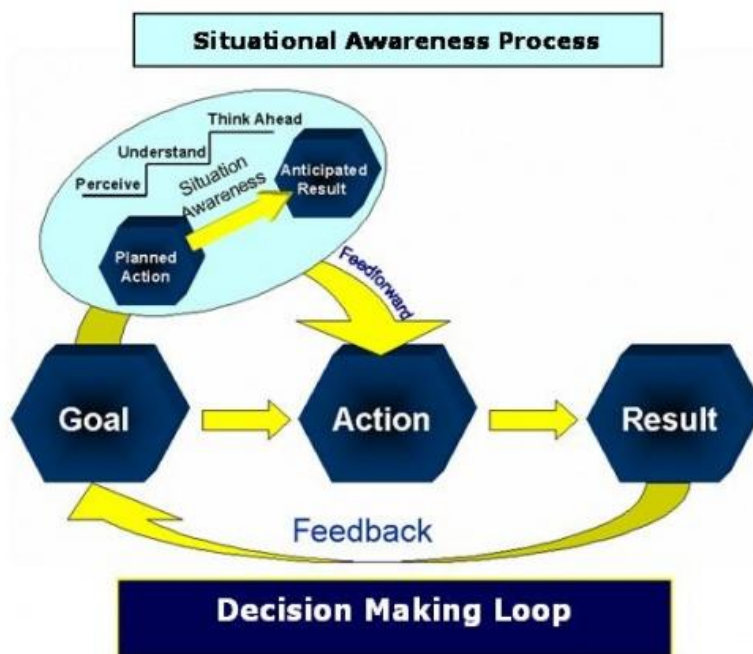 Situational Awareness Process
Think Ahead
Understand
Perceive
Situation
Awareness
Anticipated
Result
Planned
Action
Feedforward
Goal
Action
Result
Feedback
Decision Making Loop